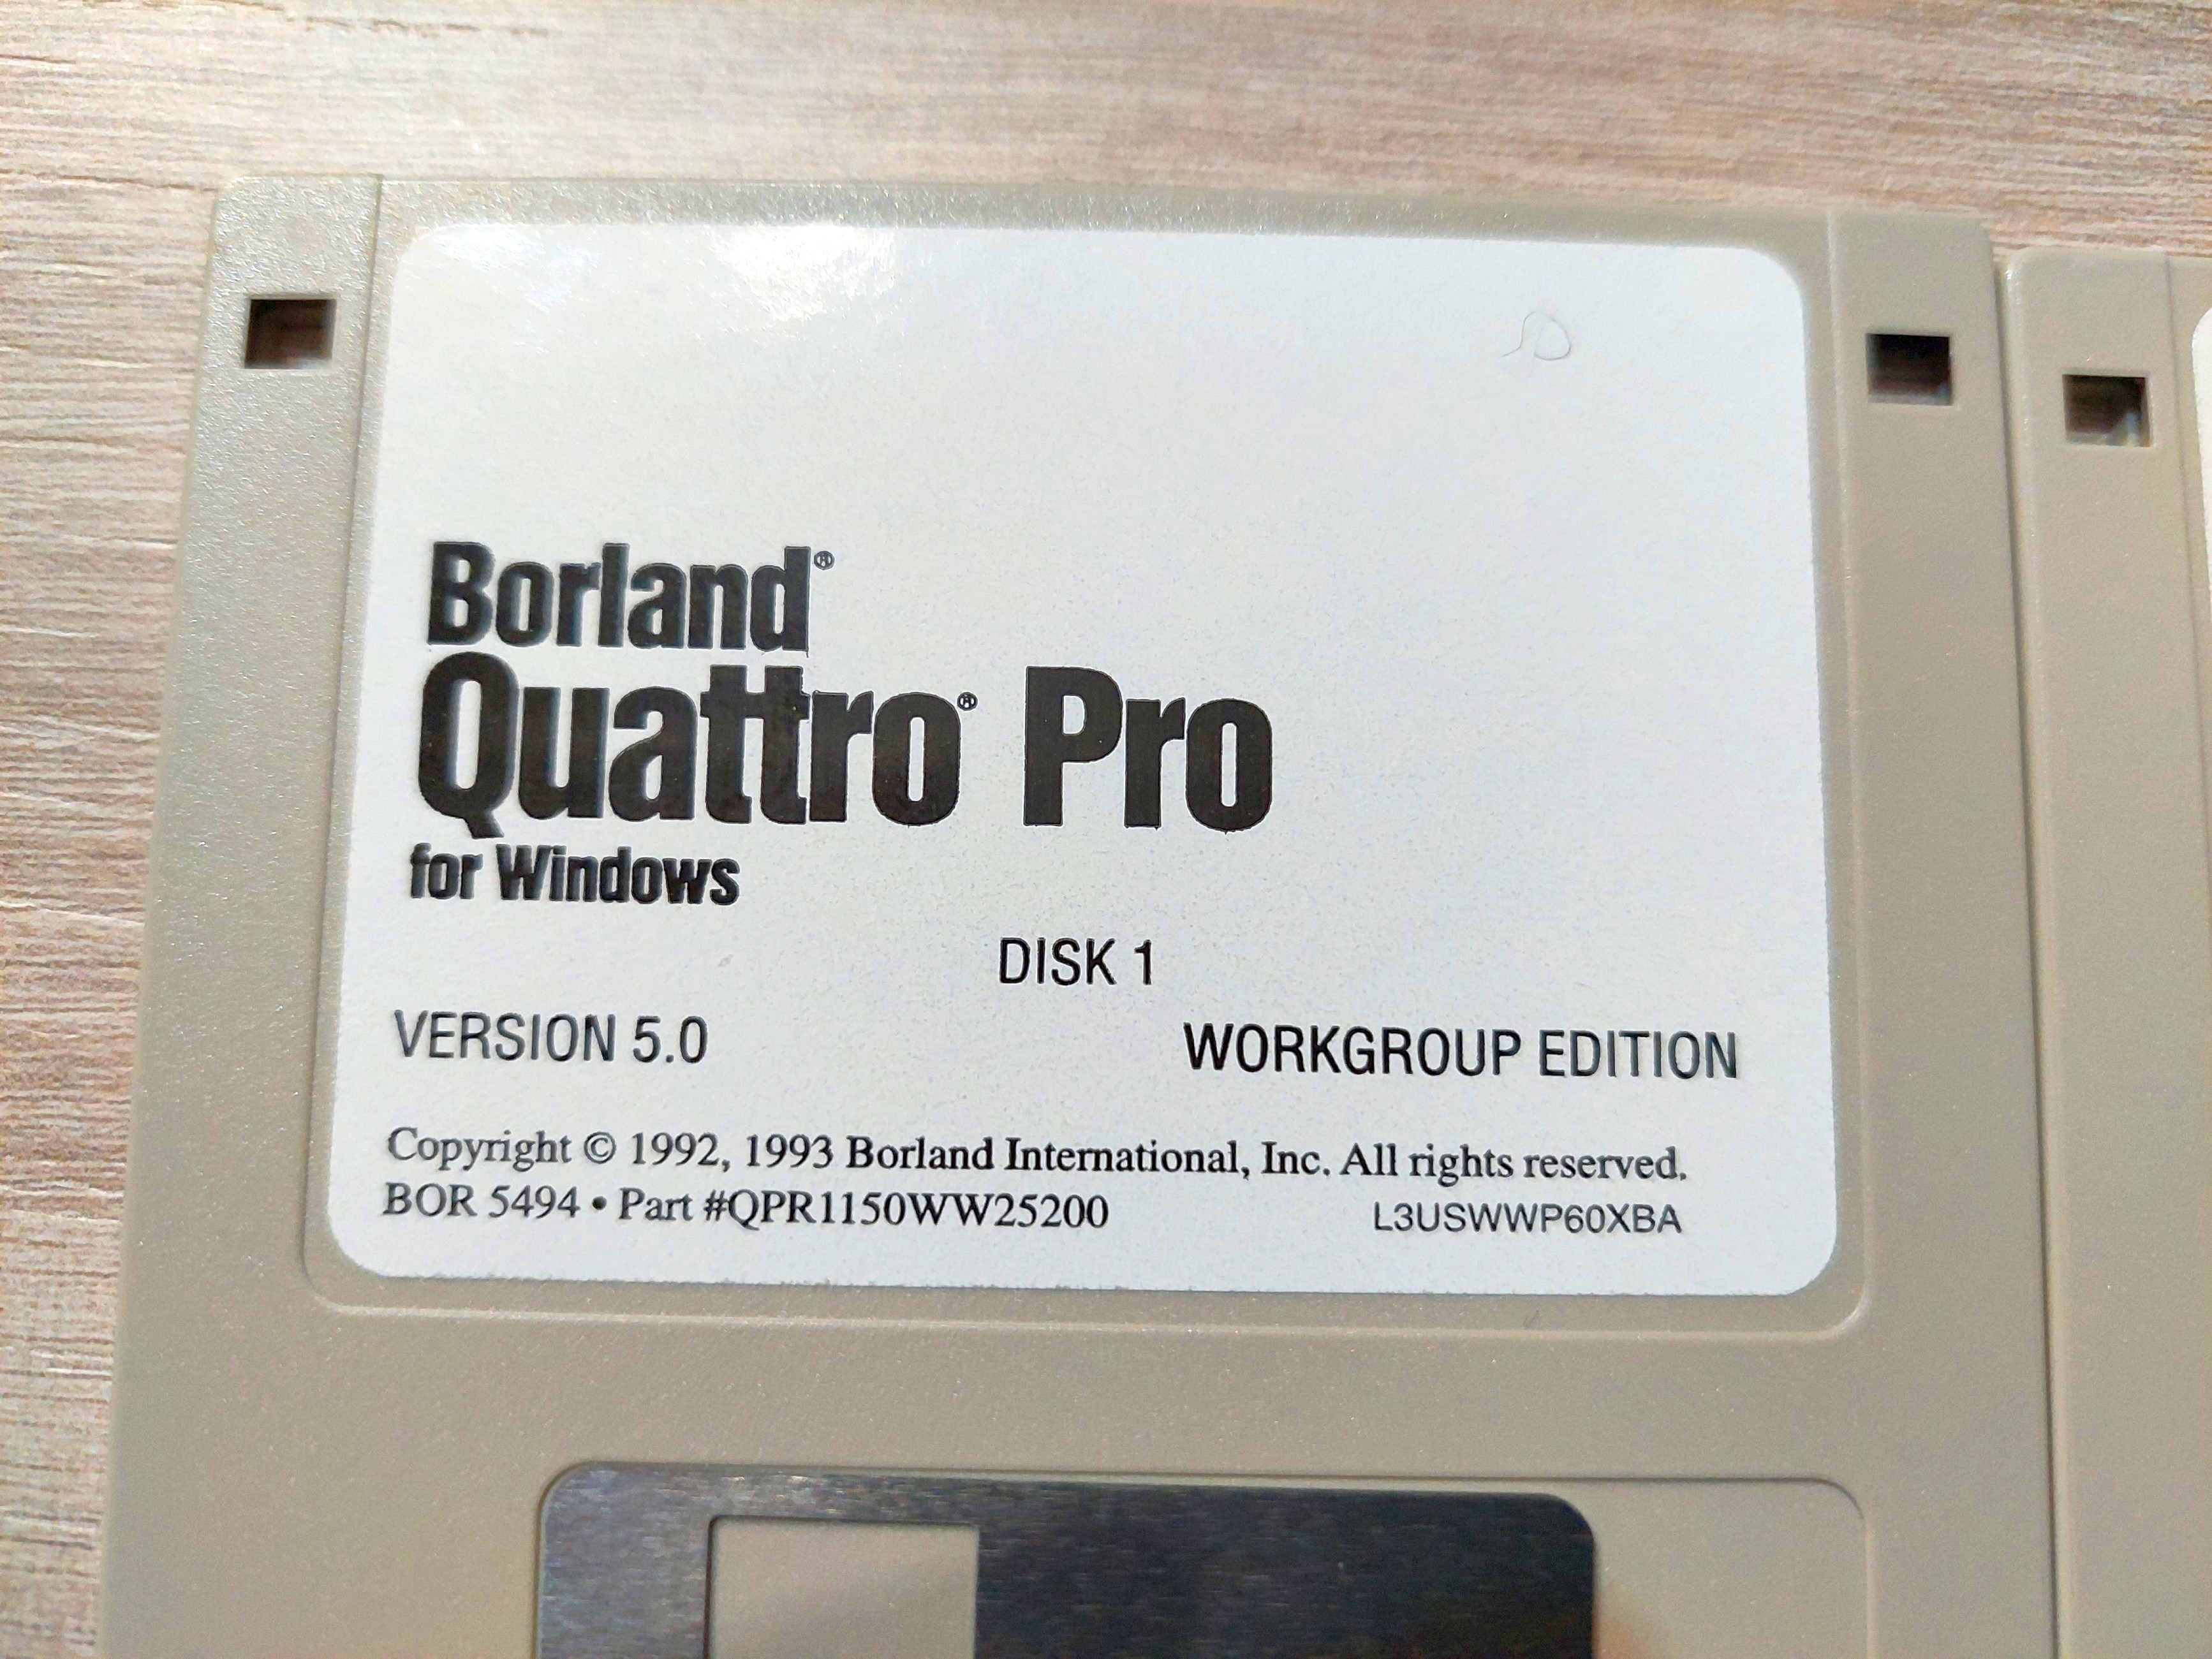 Borland®
Quattro® Pro
for Windows
DISK 1
VERSION 5.0 WORKGROUP EDITION
Copyright © 1992, 1993 Borland International, Inc. All rights reserved.
BOR 5494 • Part #QPR1150WW25200 L3USWWP60XBA